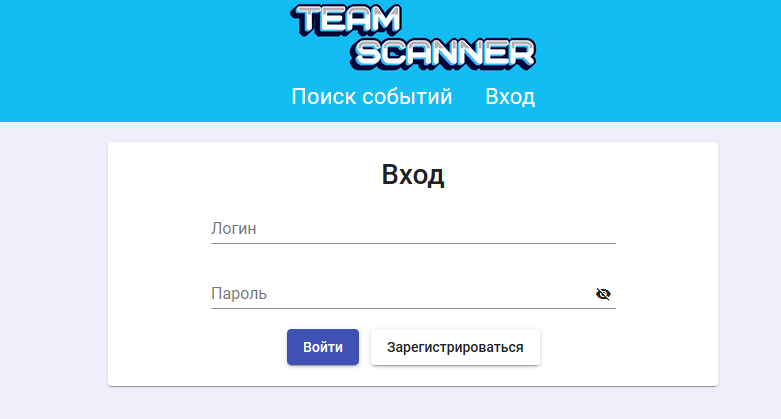 TEAM
SCANNER
Поиск событий Вход
Вход
Логин
Пароль
Войти Зарегистрироваться